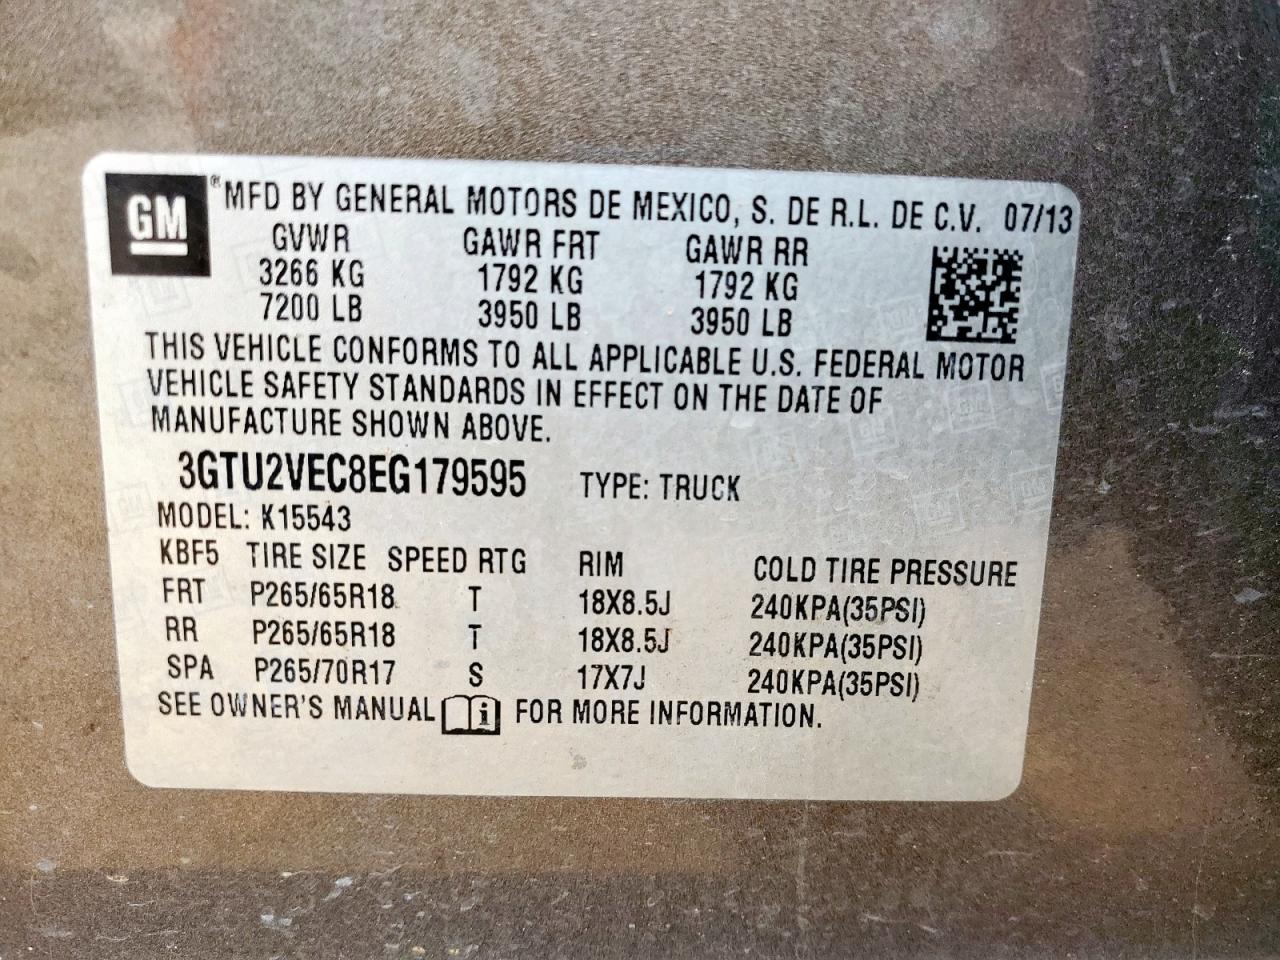 GM ® MFD BY GENERAL MOTORS DE MEXICO, S. DE R.L. DE C.V. 07/13
GVWR GAWR FRT GAWR RR
3266 KG 1792 KG 1792 KG
7200 LB 3950 LB 3950 LB
THIS VEHICLE CONFORMS TO ALL APPLICABLE U.S. FEDERAL MOTOR
VEHICLE SAFETY STANDARDS IN EFFECT ON THE DATE OF
MANUFACTURE SHOWN ABOVE.
3GTU2VEC8EG179595 TYPE: TRUCK
MODEL: K15543
KBF5 TIRE SIZE SPEED RTG RIM COLD TIRE PRESSURE
FRT P265/65R18 T 18X8.5J 240KPA(35PSI)
RR P265/65R18 T 18X8.5J 240KPA(35PSI)
SPA P265/70R17 S 17X7J 240KPA(35PSI)
SEE OWNER'S MANUAL i FOR MORE INFORMATION.